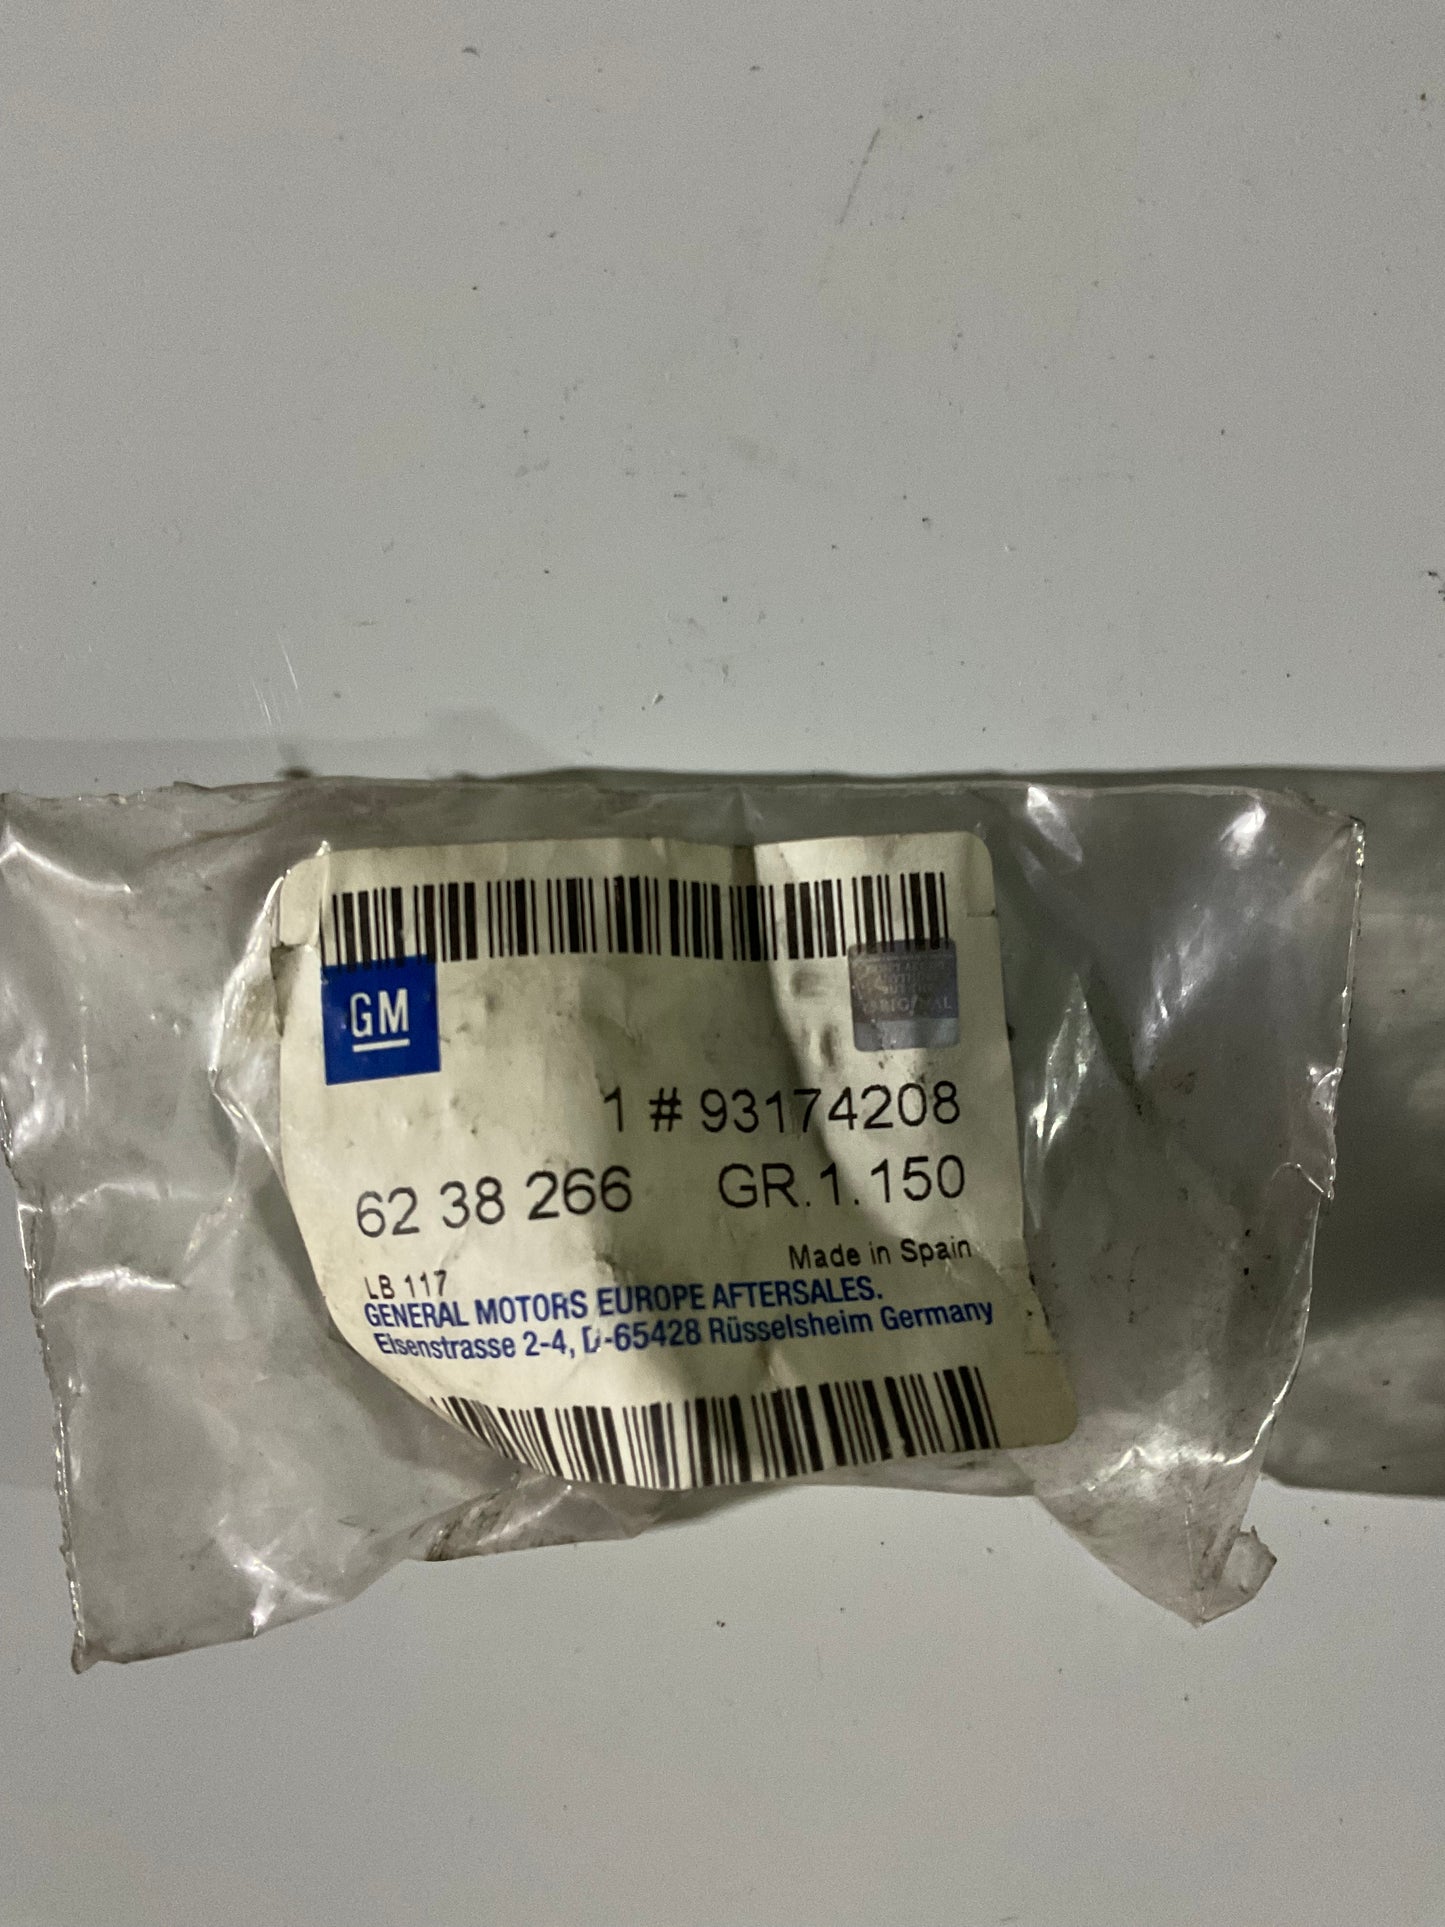 GM
ORIGINAL
1 # 93174208
62 38 266 GR.1.150
Made in Spain
LB 117
GENERAL MOTORS EUROPE AFTERSALES.
Eisenstrasse 2-4, D-65428 Rüsselsheim Germany